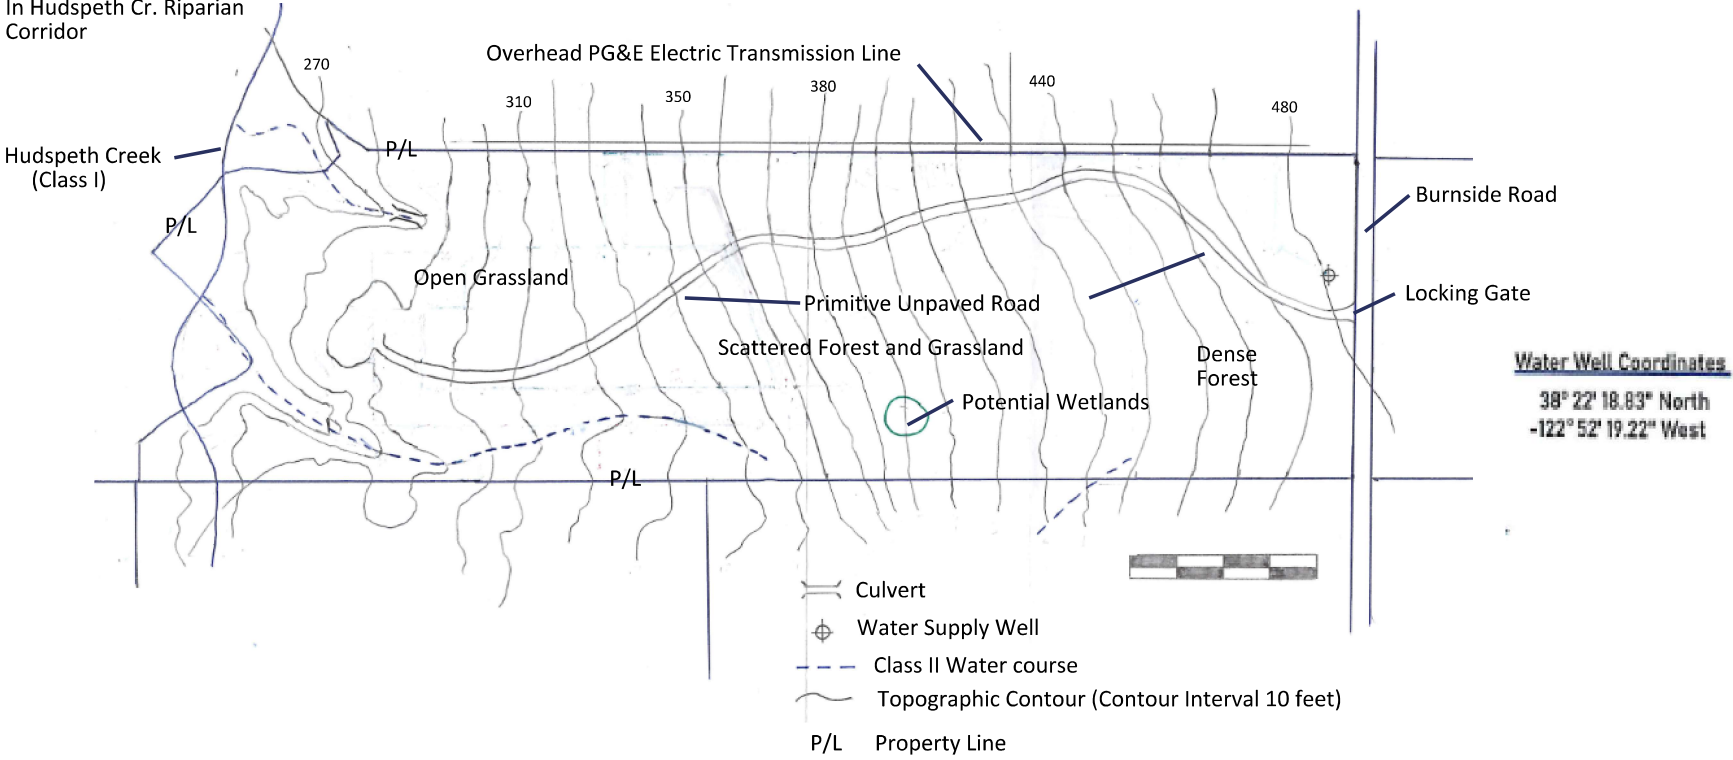 In Hudspeth Cr. Riparian
Corridor
Overhead PG&E Electric Transmission Line
270
310
350
380
440
480
Hudspeth Creek
(Class I)
P/L
P/L
Burnside Road
Open Grassland
Primitive Unpaved Road
Locking Gate
Scattered Forest and Grassland
Dense
Forest
Potential Wetlands
Water Well Coordinates
38° 22' 18.83" North
-122° 52' 19.22" West
P/L
Culvert
Water Supply Well
Class II Water course
Topographic Contour (Contour Interval 10 feet)
P/L Property Line